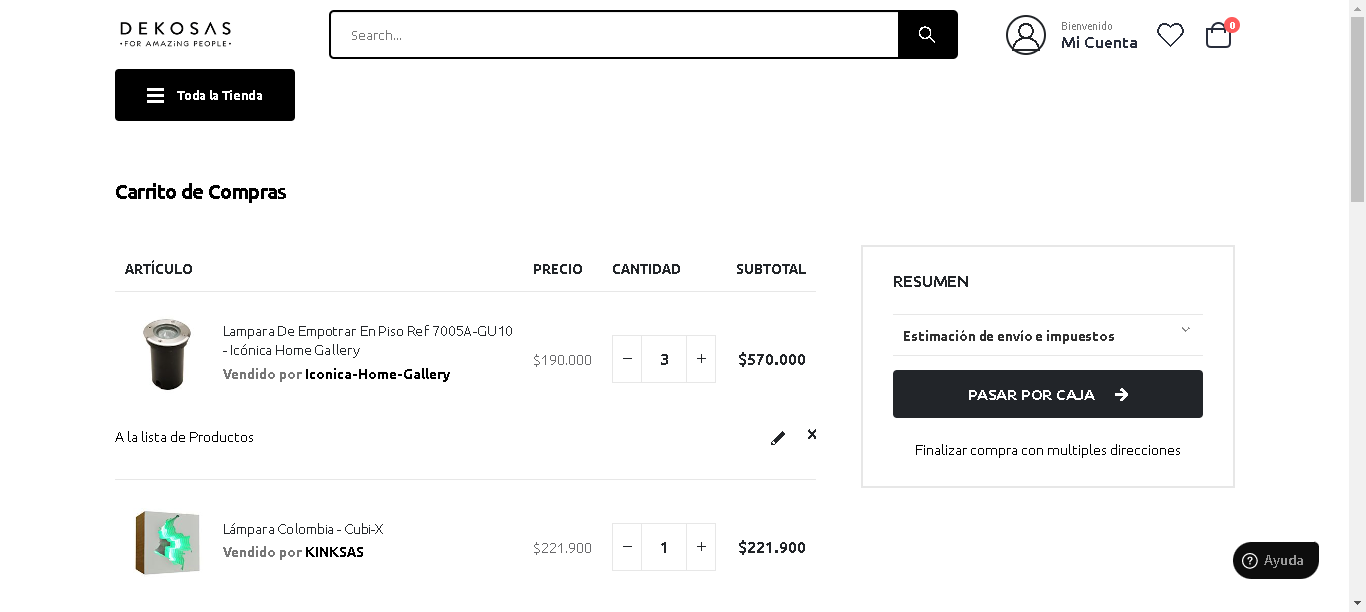 DEKOSAS
•FOR AMAZING PEOPLE•
Search...
Bienvenido
Mi Cuenta
0
Toda la Tienda
Carrito de Compras
ARTÍCULO PRECIO CANTIDAD SUBTOTAL
Lampara De Empotrar En Piso Ref 7005A-GU10
- Icónica Home Gallery
Vendido por Iconica-Home-Gallery
$190.000 − 3 + $570.000
A la lista de Productos
Lámpara Colombia - Cubi-X
Vendido por KINKSAS
$221.900 − 1 + $221.900
RESUMEN
Estimación de envío e impuestos
PASAR POR CAJA
Finalizar compra con multiples direcciones
Ayuda